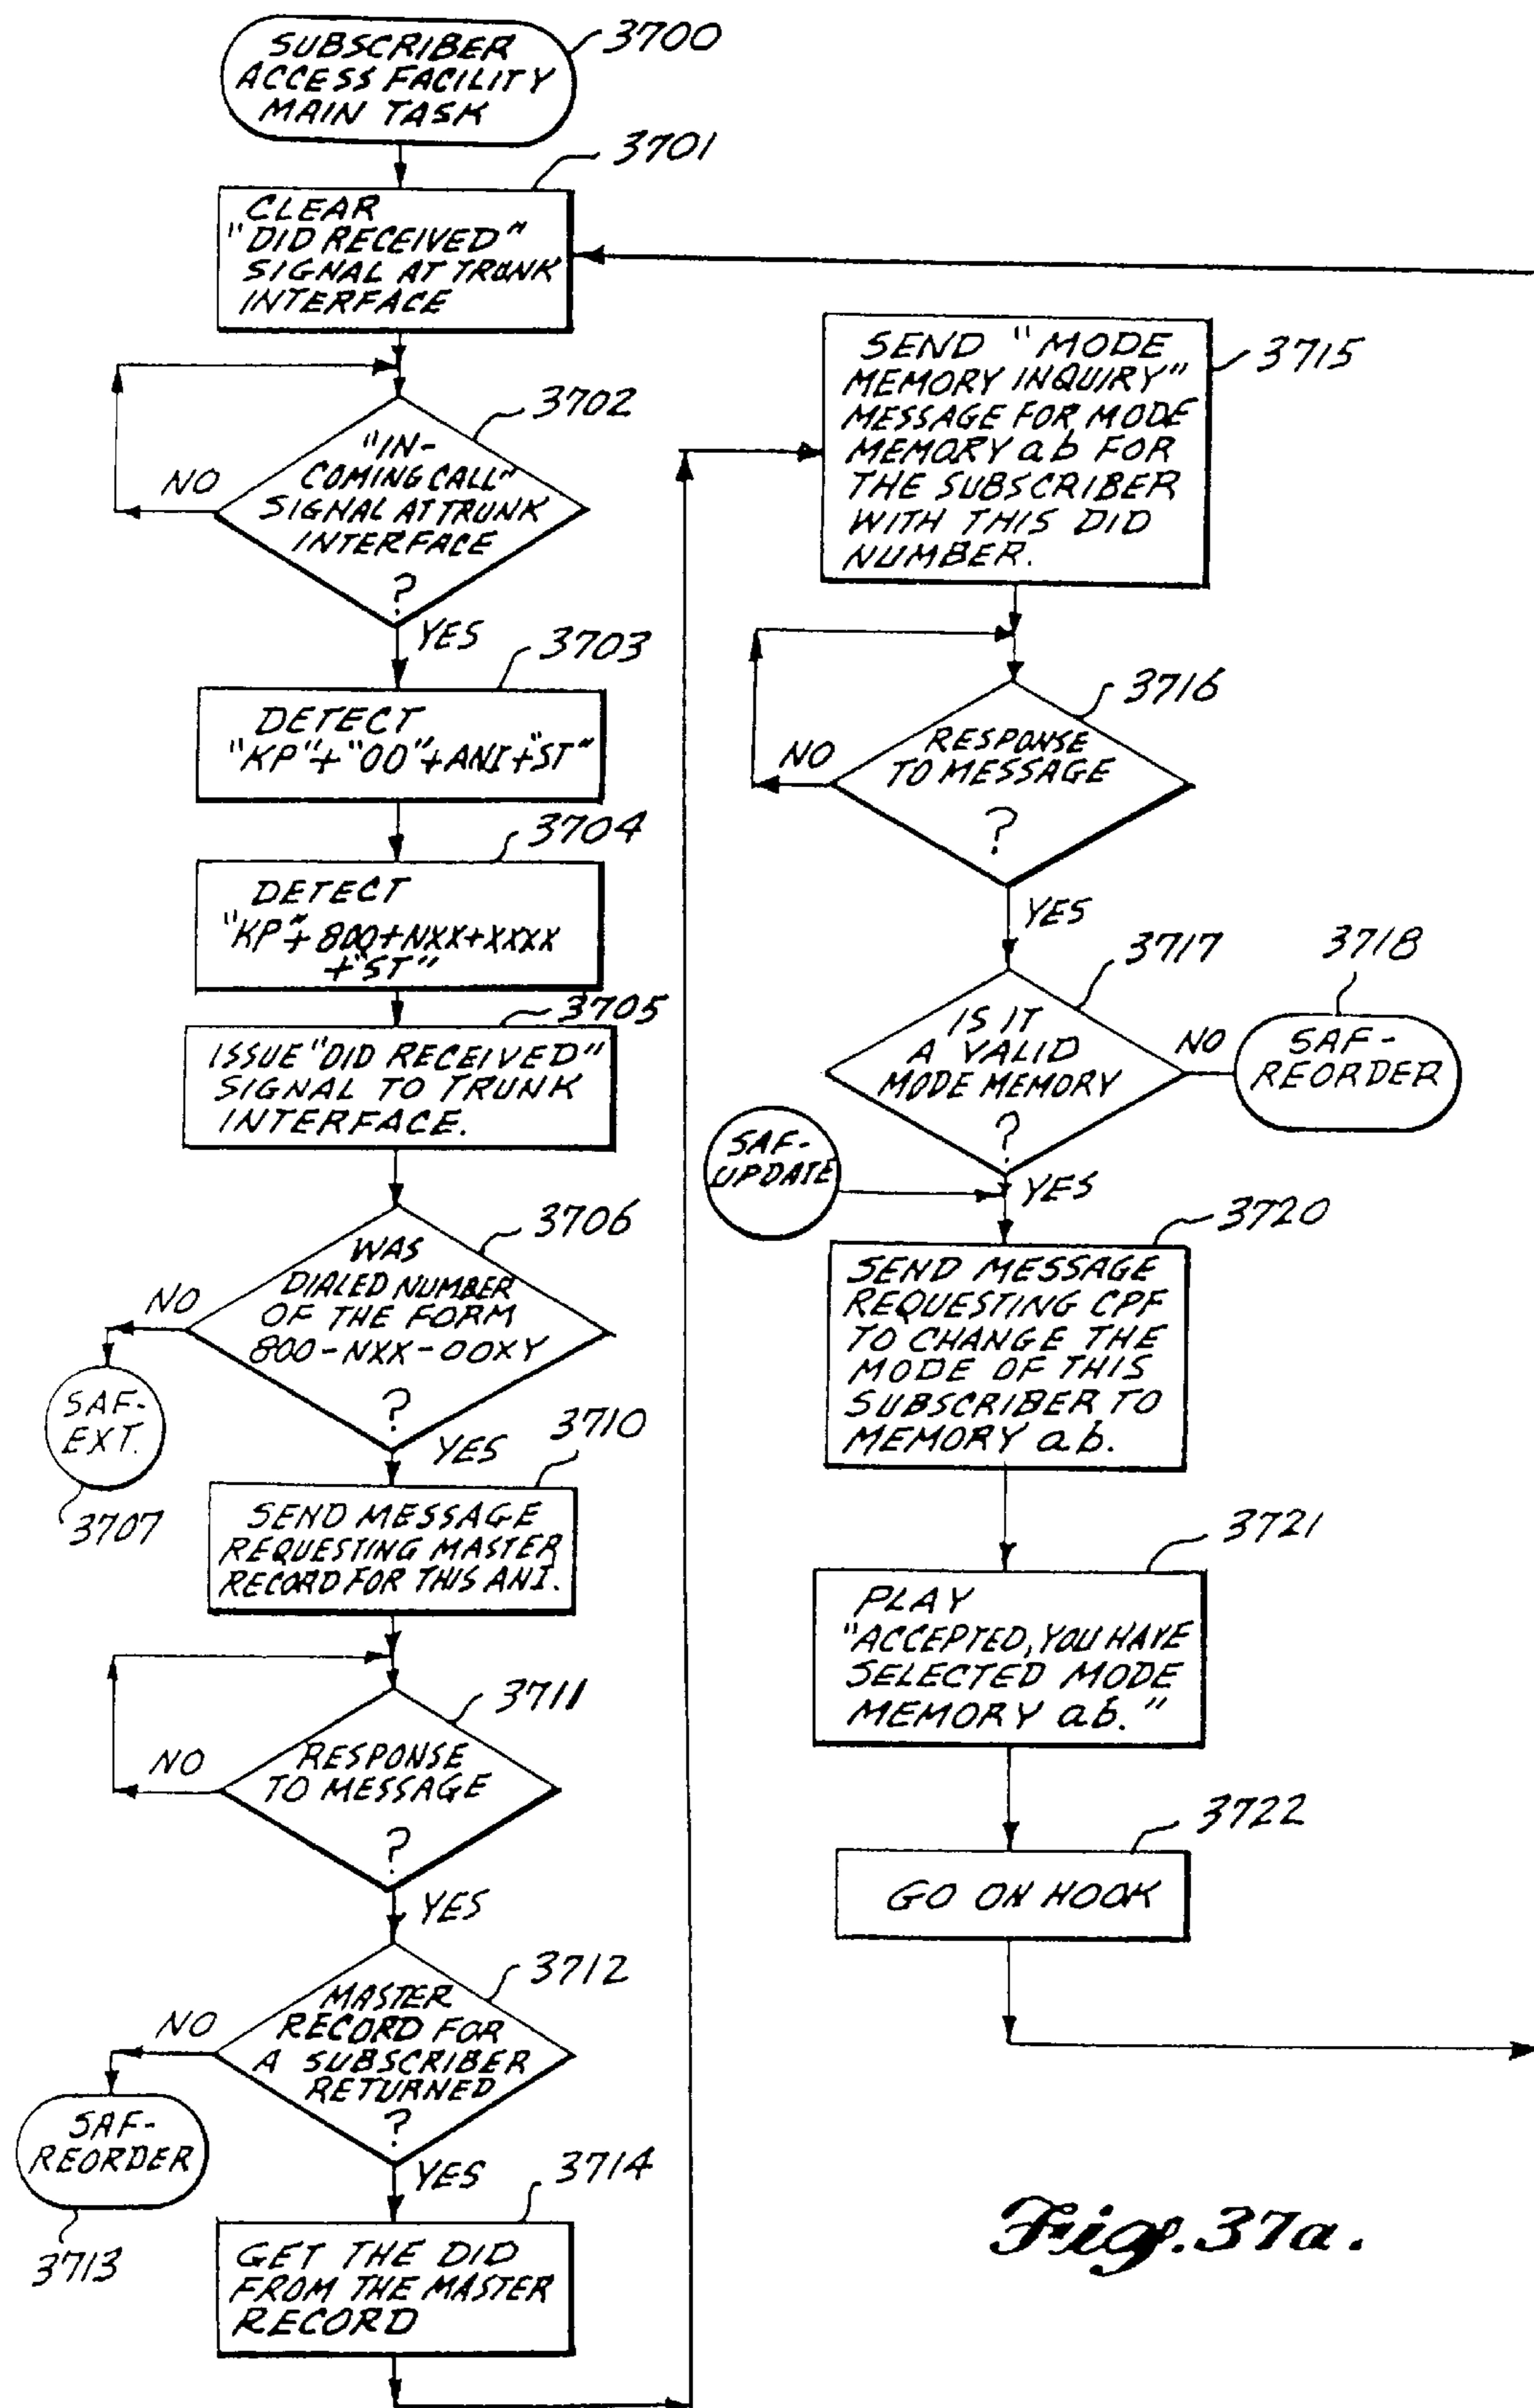 SUBSCRIBER
ACCESS FACILITY
MAIN TASK
3700
3701
CLEAR
"DID RECEIVED"
SIGNAL AT TRUNK
INTERFACE
3702
"IN-
COMING CALL"
SIGNAL AT TRUNK
INTERFACE
?
NO
YES
3703
DETECT
"KP"+"00"+ANI+"ST"
3704
DETECT
"KP"+800+NXX+XXXX
+"ST"
3705
ISSUE "DID RECEIVED"
SIGNAL TO TRUNK
INTERFACE.
3706
WAS
DIALED NUMBER
OF THE FORM
800-NXX-00XY
?
NO
YES
SAF-
EXT.
3707
3710
SEND MESSAGE
REQUESTING MASTER
RECORD FOR THIS ANI.
3711
RESPONSE
TO MESSAGE
?
NO
YES
3712
MASTER
RECORD FOR
A SUBSCRIBER
RETURNED
?
NO
YES
SAF-
REORDER
3713
3714
GET THE DID
FROM THE MASTER
RECORD
3715
SEND "MODE
MEMORY INQUIRY"
MESSAGE FOR MODE
MEMORY ab FOR
THE SUBSCRIBER
WITH THIS DID
NUMBER.
3716
RESPONSE
TO MESSAGE
?
NO
YES
3717
IS IT
A VALID
MODE MEMORY
?
NO
YES
3718
SAF-
REORDER
SAF-
UPDATE
3720
SEND MESSAGE
REQUESTING CPF
TO CHANGE THE
MODE OF THIS
SUBSCRIBER TO
MEMORY ab.
3721
PLAY
"ACCEPTED, YOU HAVE
SELECTED MODE
MEMORY ab."
3722
GO ON HOOK
Fig. 37a.